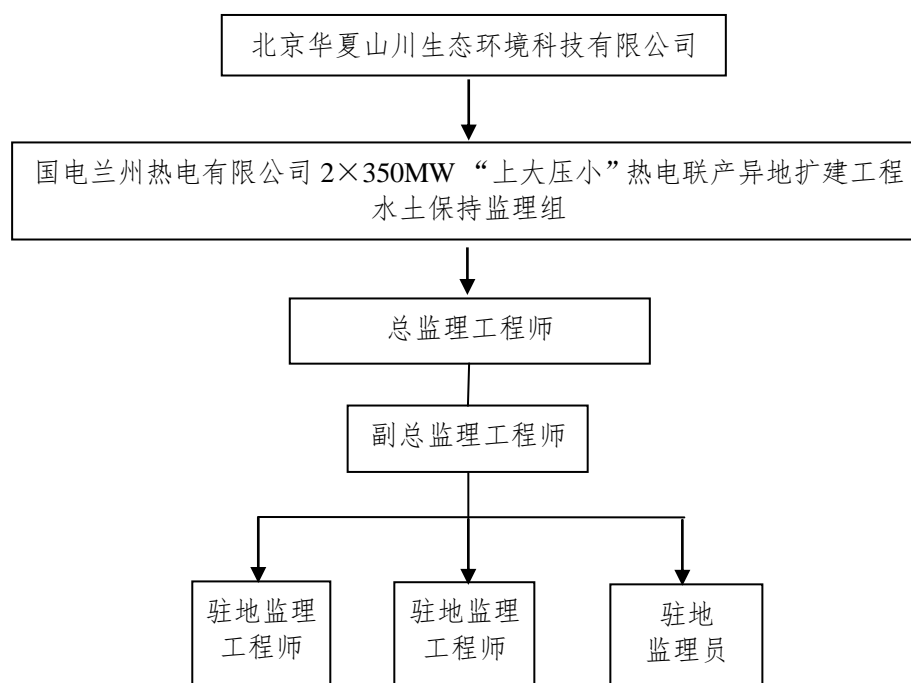 北京华夏山川生态环境科技有限公司
国电兰州热电有限公司 2×350MW “上大压小”热电联产异地扩建工程
水土保持监理组
总监理工程师
副总监理工程师
驻地监理
工程师
驻地监理
工程师
驻地
监理员